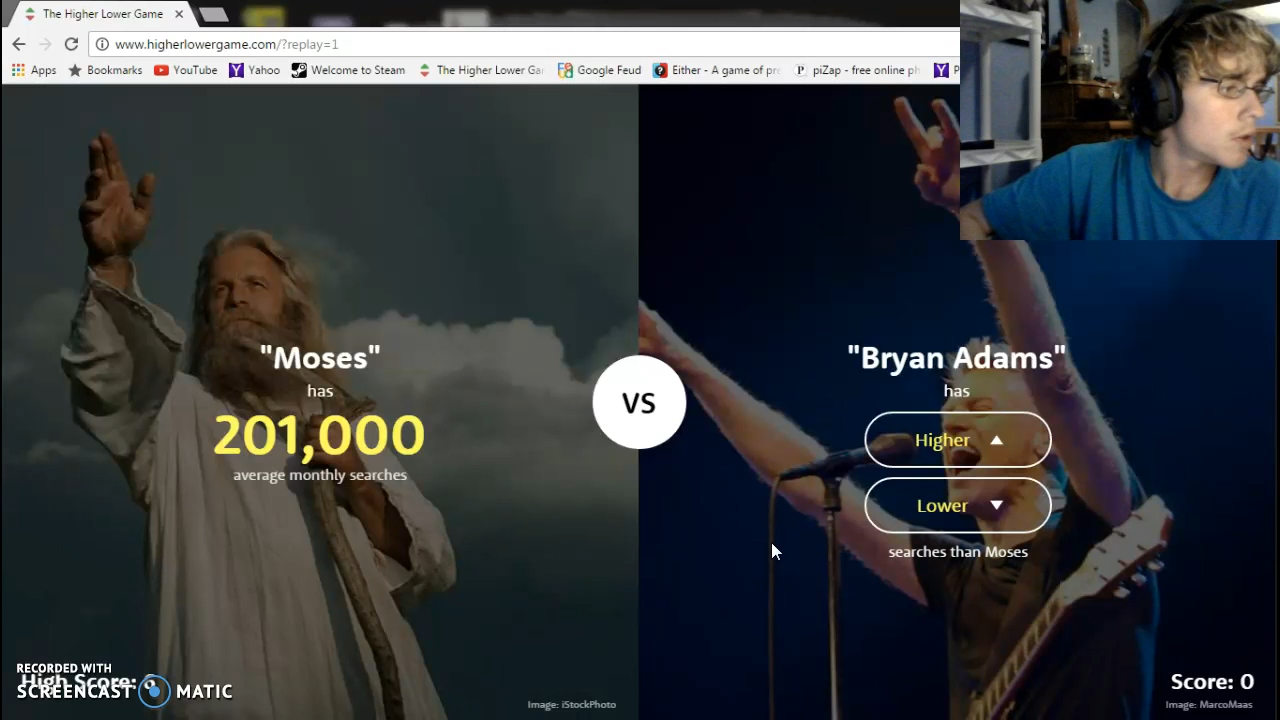 The Higher Lower Game
www.higherlowergame.com/?replay=1
Apps Bookmarks YouTube Yahoo Welcome to Steam The Higher Lower Ga Google Feud Either - A game of pre piZap - free online ph
"Moses"
has
201,000
average monthly searches
VS
"Bryan Adams"
has
Higher
Lower
searches than Moses
RECORDED WITH
SCREENCAST MATIC
High Score:
Score: 0
Image: iStockPhoto
Image: MarcoMaas